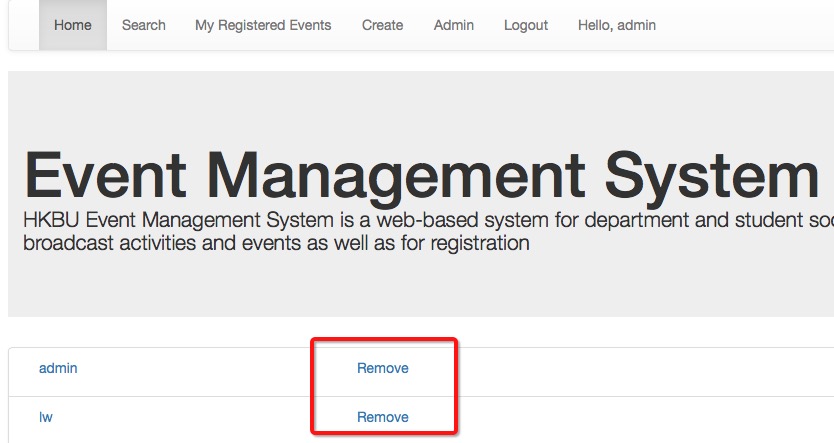 Home Search My Registered Events Create Admin Logout Hello, admin
Event Management System
HKBU Event Management System is a web-based system for department and student
broadcast activities and events as well as for registration
admin Remove
lw Remove